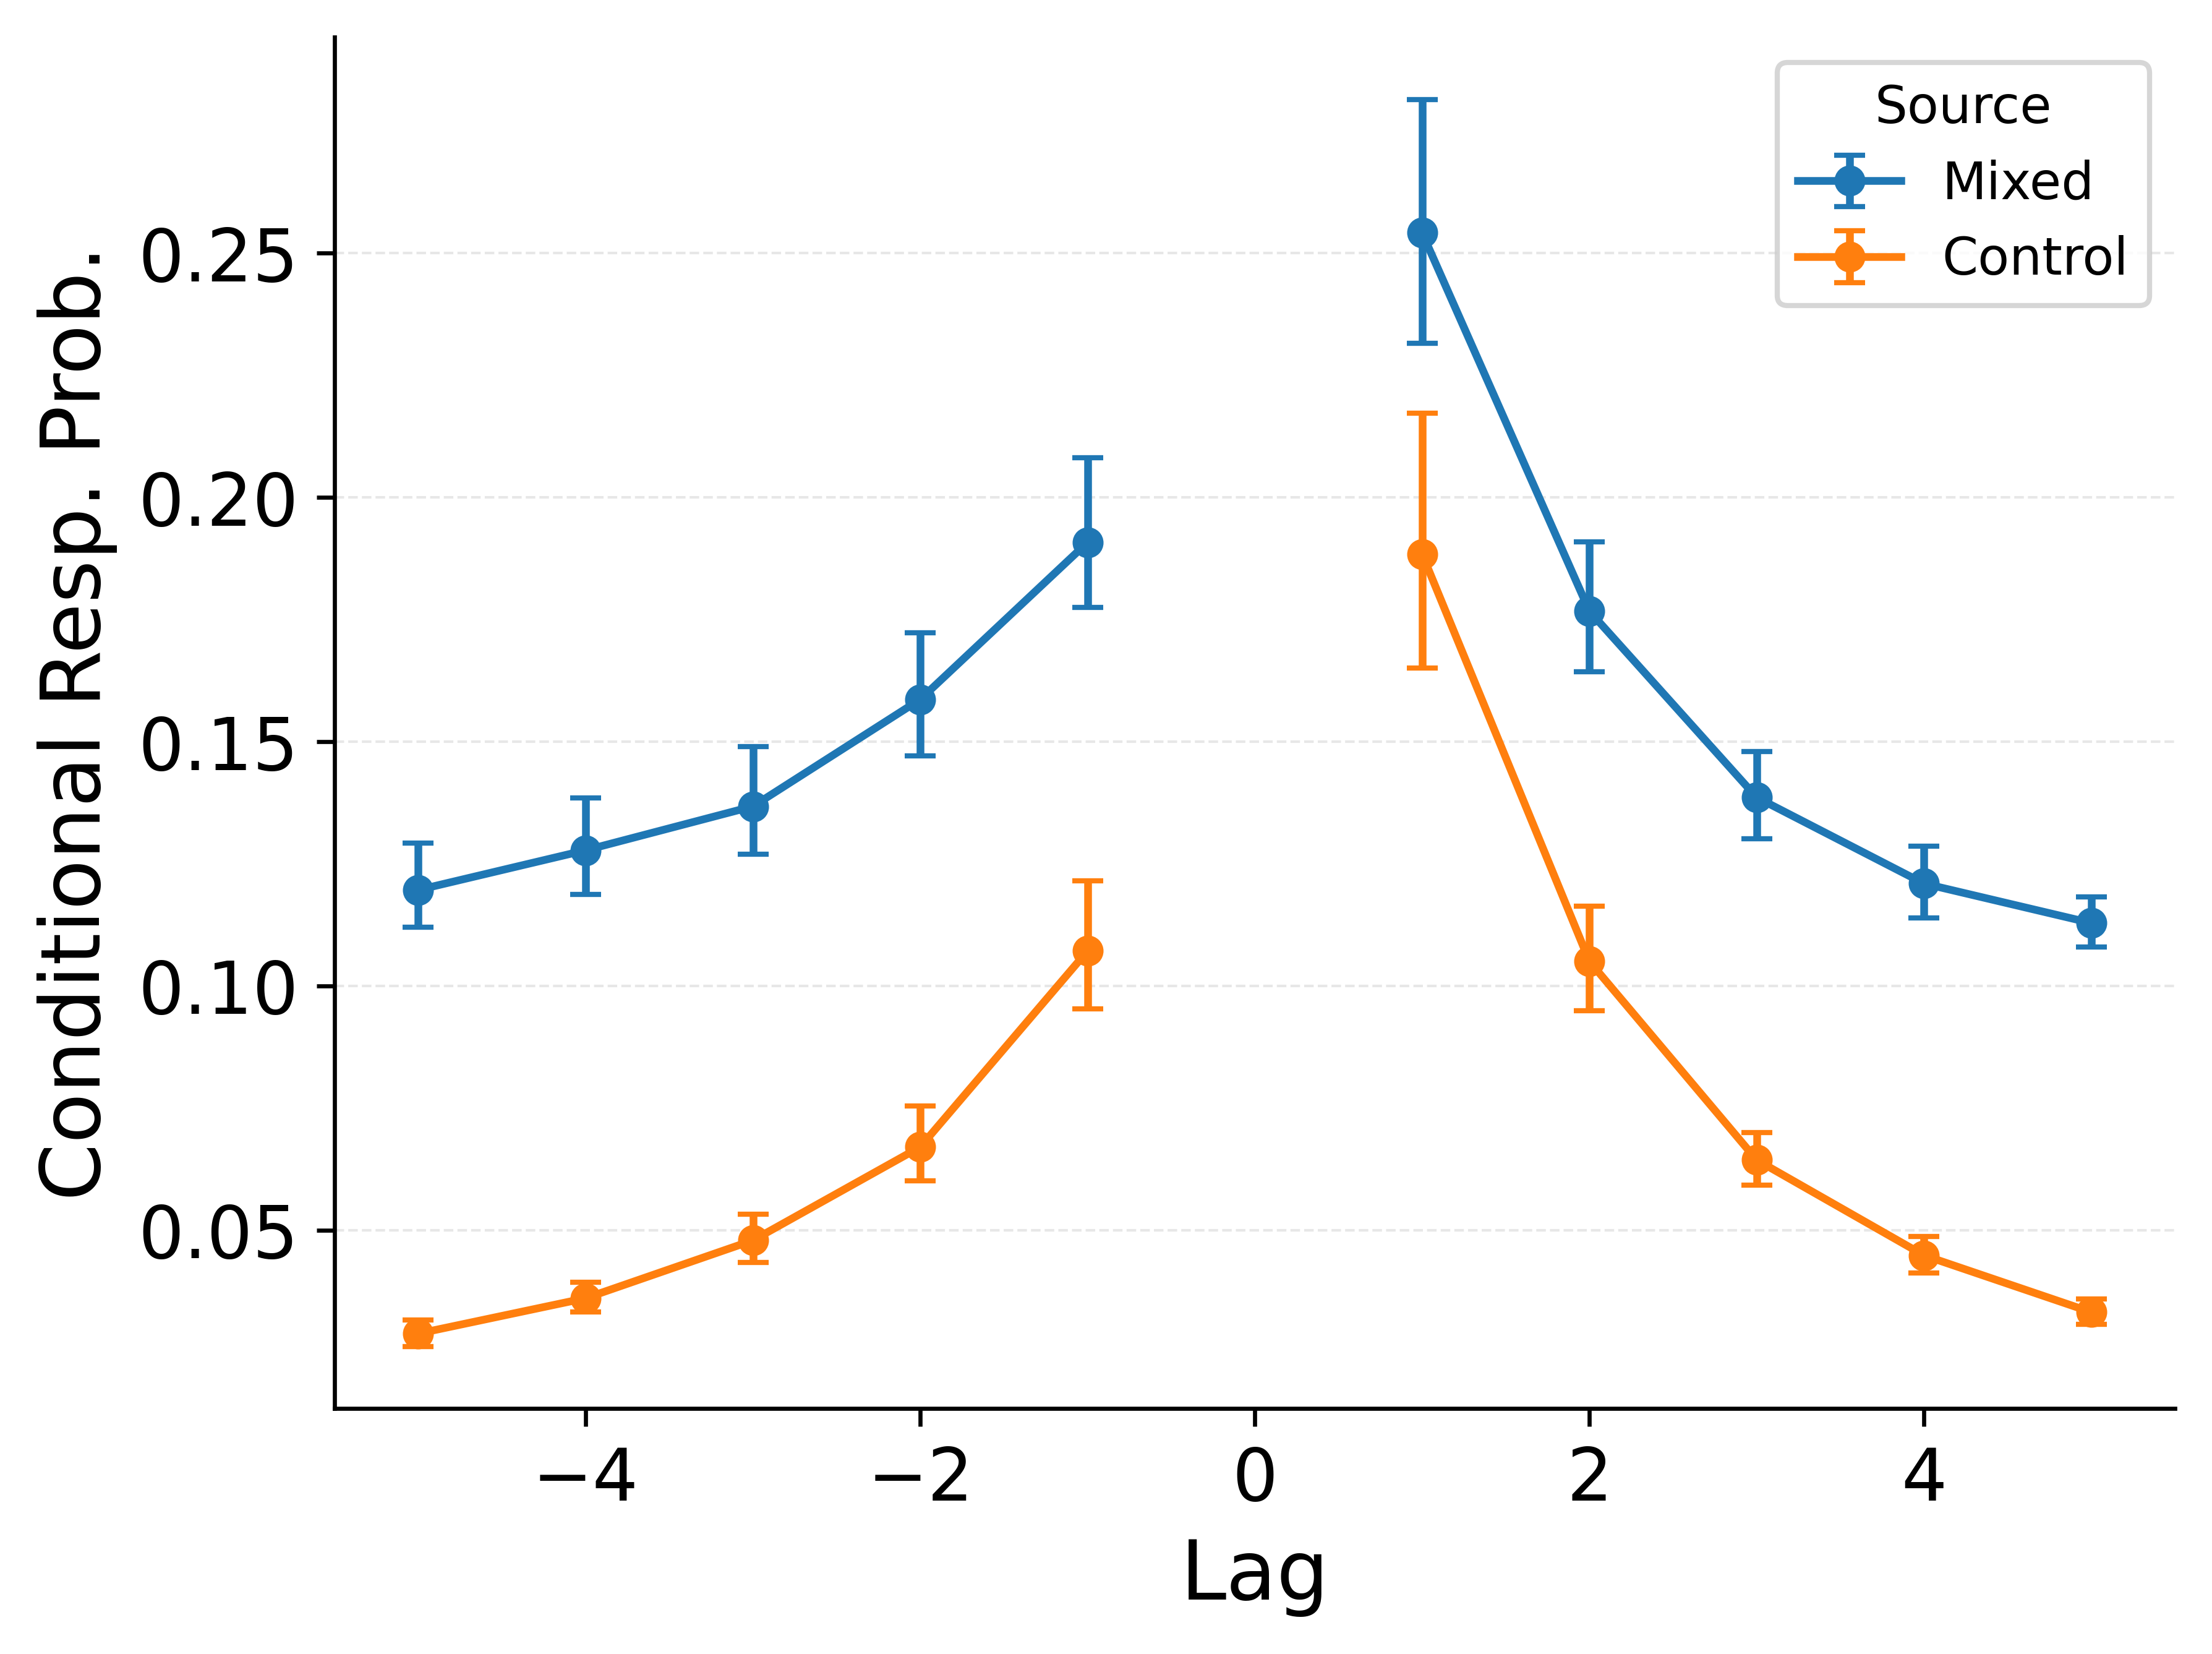 Source
Mixed
Control
Conditional Resp. Prob.
0.25
0.20
0.15
0.10
0.05
−4 −2 0 2 4
Lag